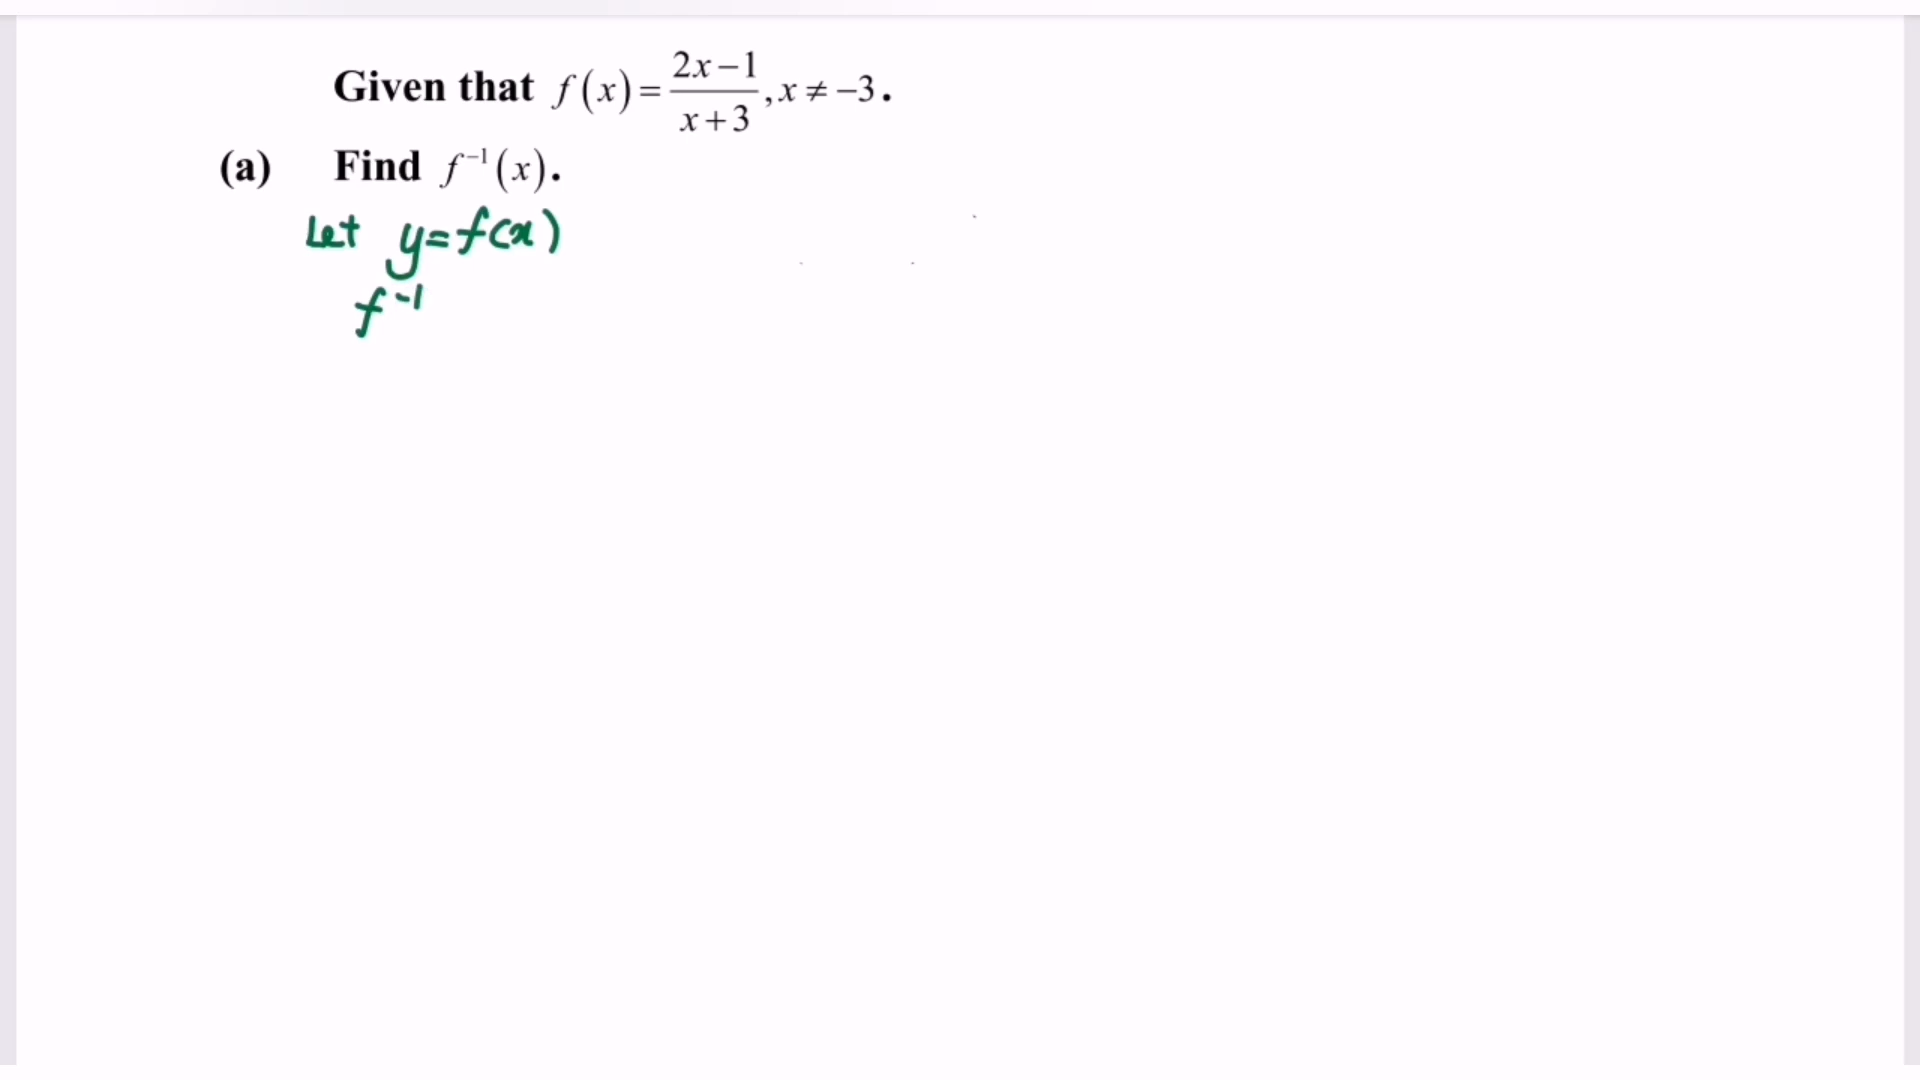 Given that f(x) = (2x−1)/(x+3), x ≠ −3.
(a) Find f⁻¹(x).
Let y=f(x)
f⁻¹